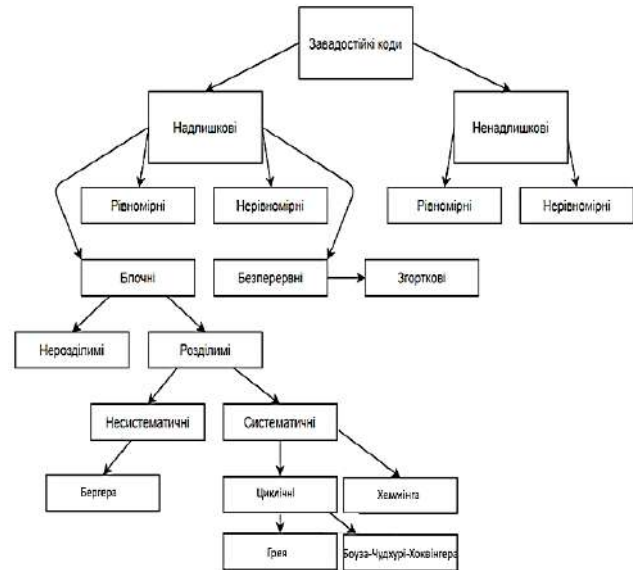 Завадостійкі коди
Надлишкові
Ненадлишкові
Рівномірні
Нерівномірні
Рівномірні
Нерівномірні
Блочні
Безперервні
Згорткові
Нерозділимі
Розділимі
Несистематичні
Систематичні
Бергера
Циклічні
Хеммінга
Грея
Боуза-Чудхурі-Хоквінгера